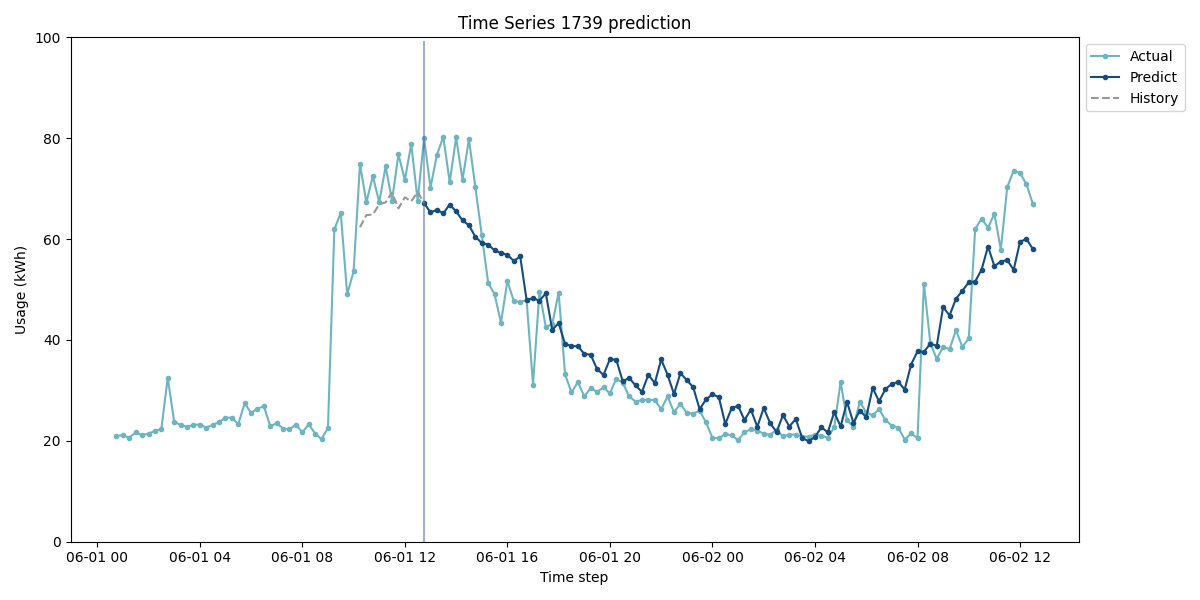 Time Series 1739 prediction
Usage (kWh)
100
80
60
40
20
0
06-01 00
06-01 04
06-01 08
06-01 12
06-01 16
06-01 20
06-02 00
06-02 04
06-02 08
06-02 12
Time step
Actual
Predict
History